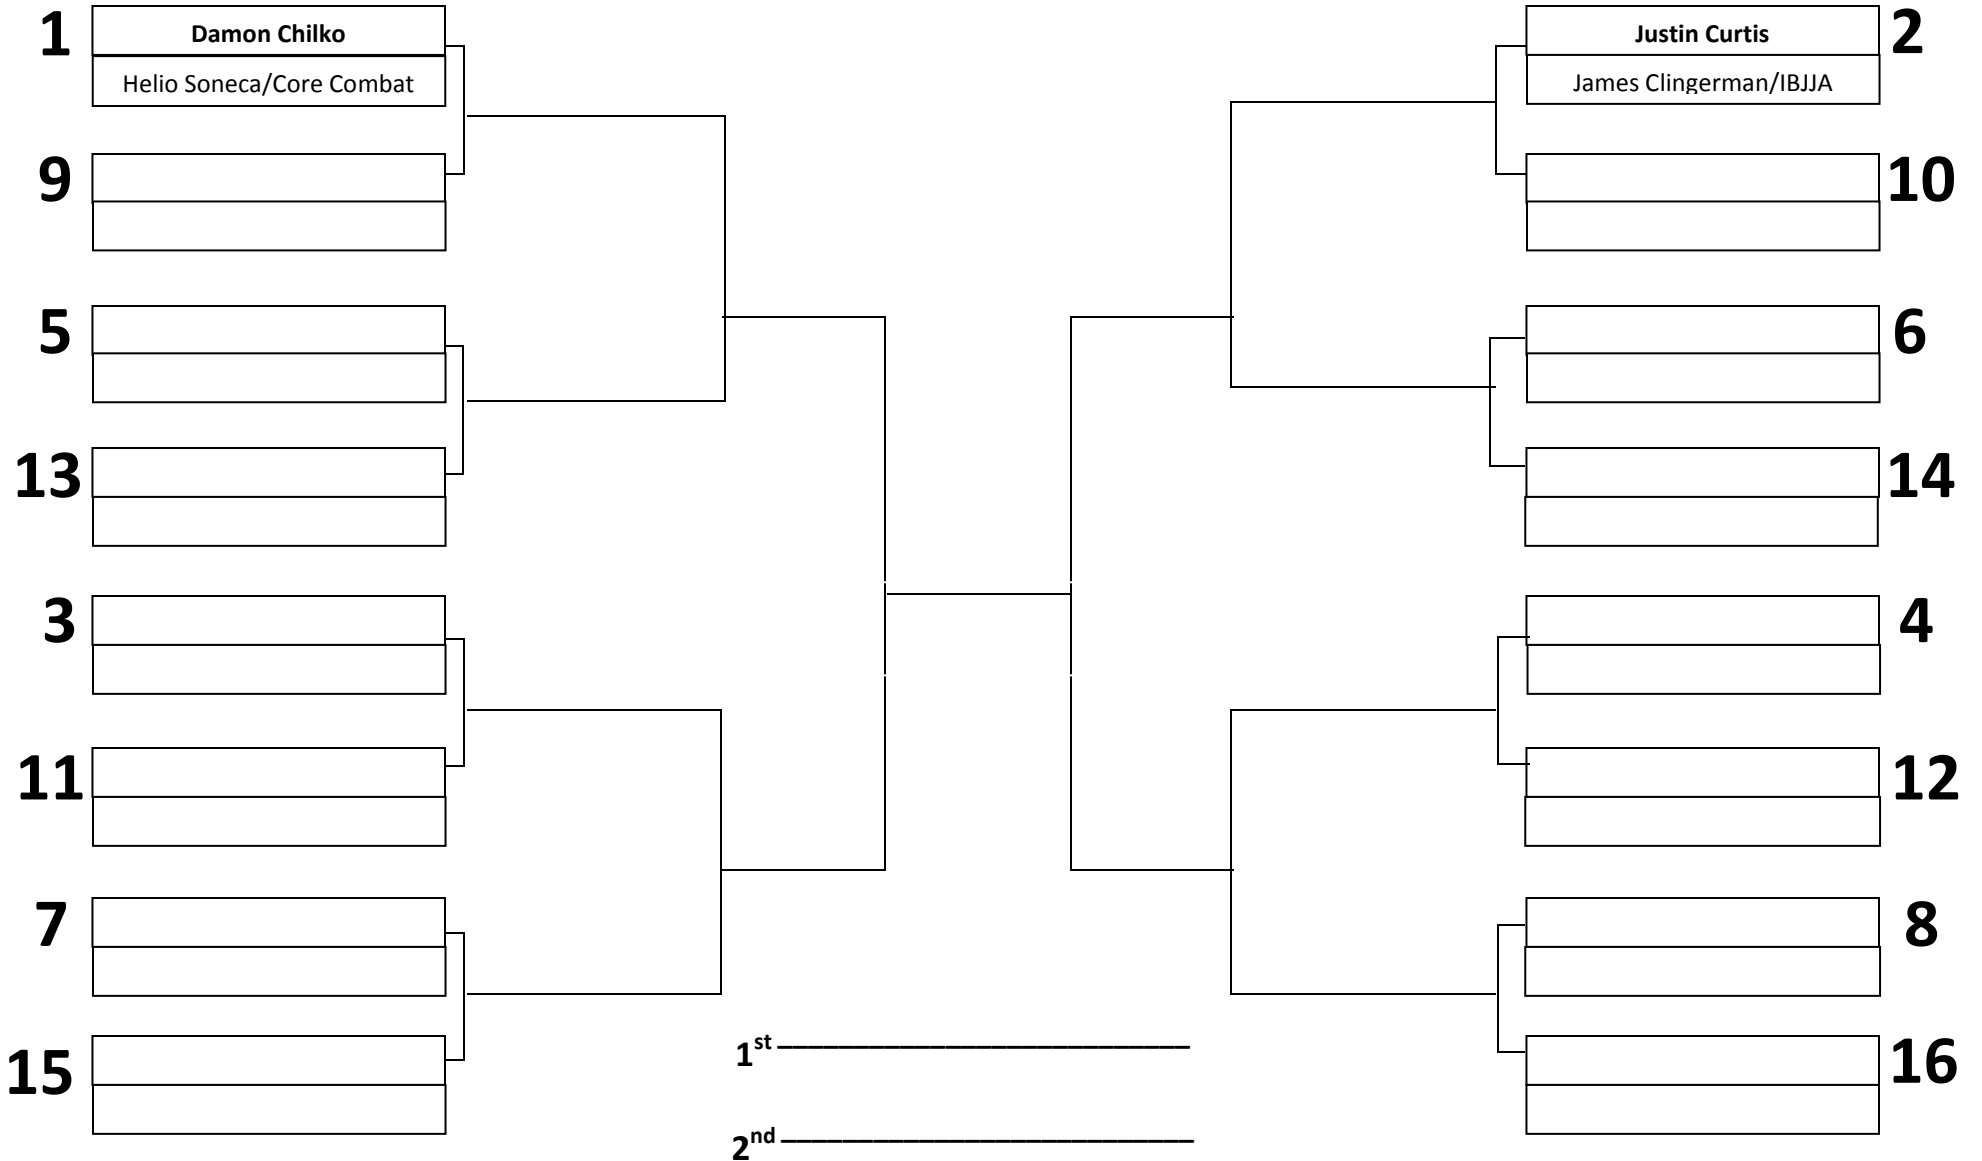 1
Damon Chilko
Helio Soneca/Core Combat
9
5
13
3
11
7
15
Justin Curtis
2
James Clingerman/IBJJA
10
6
14
4
12
8
16
1st
2nd